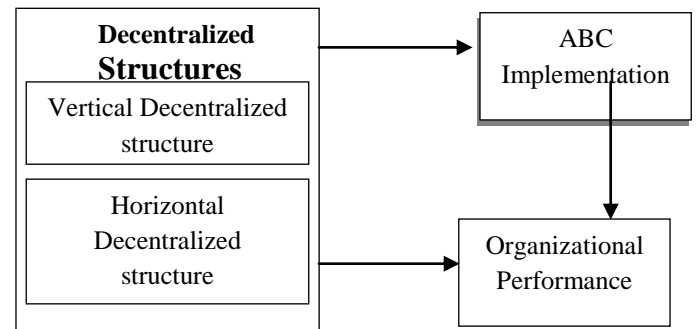 Decentralized
Structures
Vertical Decentralized
structure
Horizontal
Decentralized
structure
ABC
Implementation
Organizational
Performance